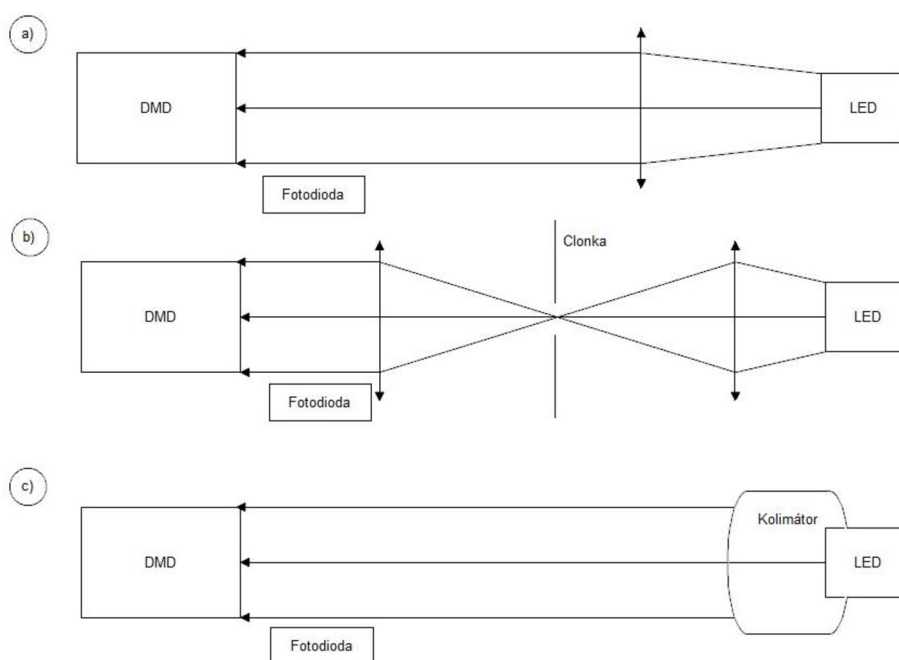 a)
DMD
LED
Fotodioda
b)
Clonka
DMD
LED
Fotodioda
c)
Kolimátor
DMD
LED
Fotodioda